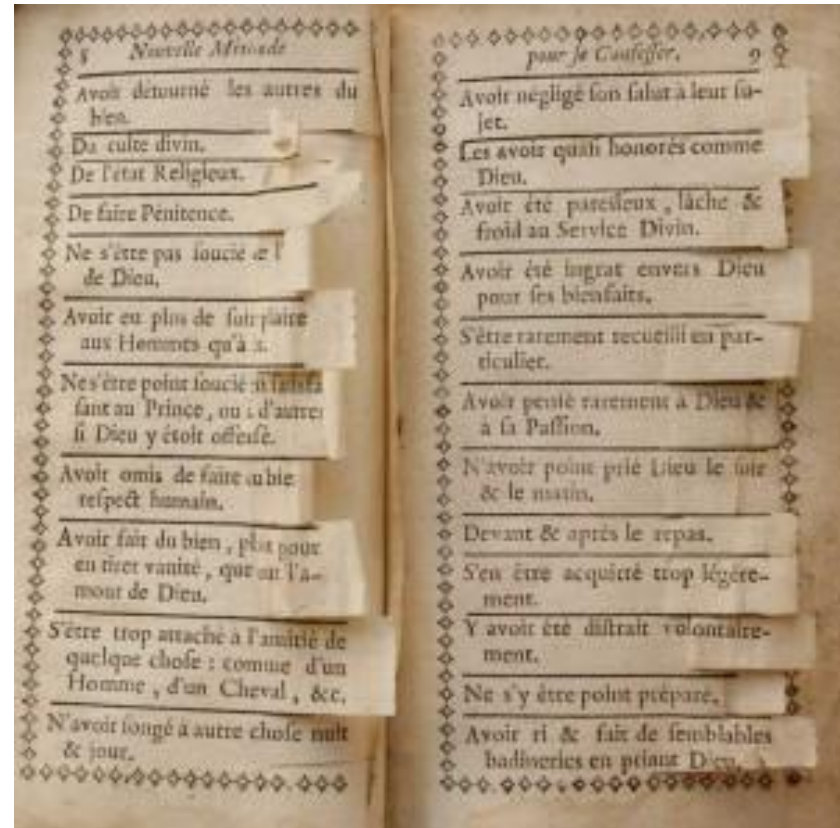 8 Nouvelle Méthode
Avoir détourné les autres du
bien.
Du culte divin.
De l'état Religieux.
De faire Pénitence.
Ne s'être pas soucié de
de Dieu.
Avoir eu plus de soin plaire
aux Hommes qu'à
Ne s'être point soucié
sant au Prince, ou à d'autres
si Dieu y étoit offensé.
Avoir omis de faire du bie
respect humain.
Avoir fait du bien, plus pour
en tirer vanité, que l'a-
mour de Dieu.
S'être trop attaché à l'amitié de
quelque chose : comme d'un
Homme, d'un Cheval, &c.
N'avoir songé à autre chose nuit
& jour.
pour se Confesser. 9
Avoir négligé son salut à leur su-
jet.
Les avoir quasi honorés comme
Dieu.
Avoir été paresseux, lâche &
froid au Service Divin.
Avoir été ingrat envers Dieu
pour ses bienfaits.
S'être rarement recueilli en par-
ticulier.
Avoir pensé rarement à Dieu &
à sa Passion.
N'avoir point prié Dieu le soir
& le matin.
Devant & après le repas.
S'en être acquitté trop légére-
ment.
Y avoir été distrait volontaire-
ment.
Ne s'y être point préparé.
Avoir ri & fait de semblables
badineries en priant Dieu.